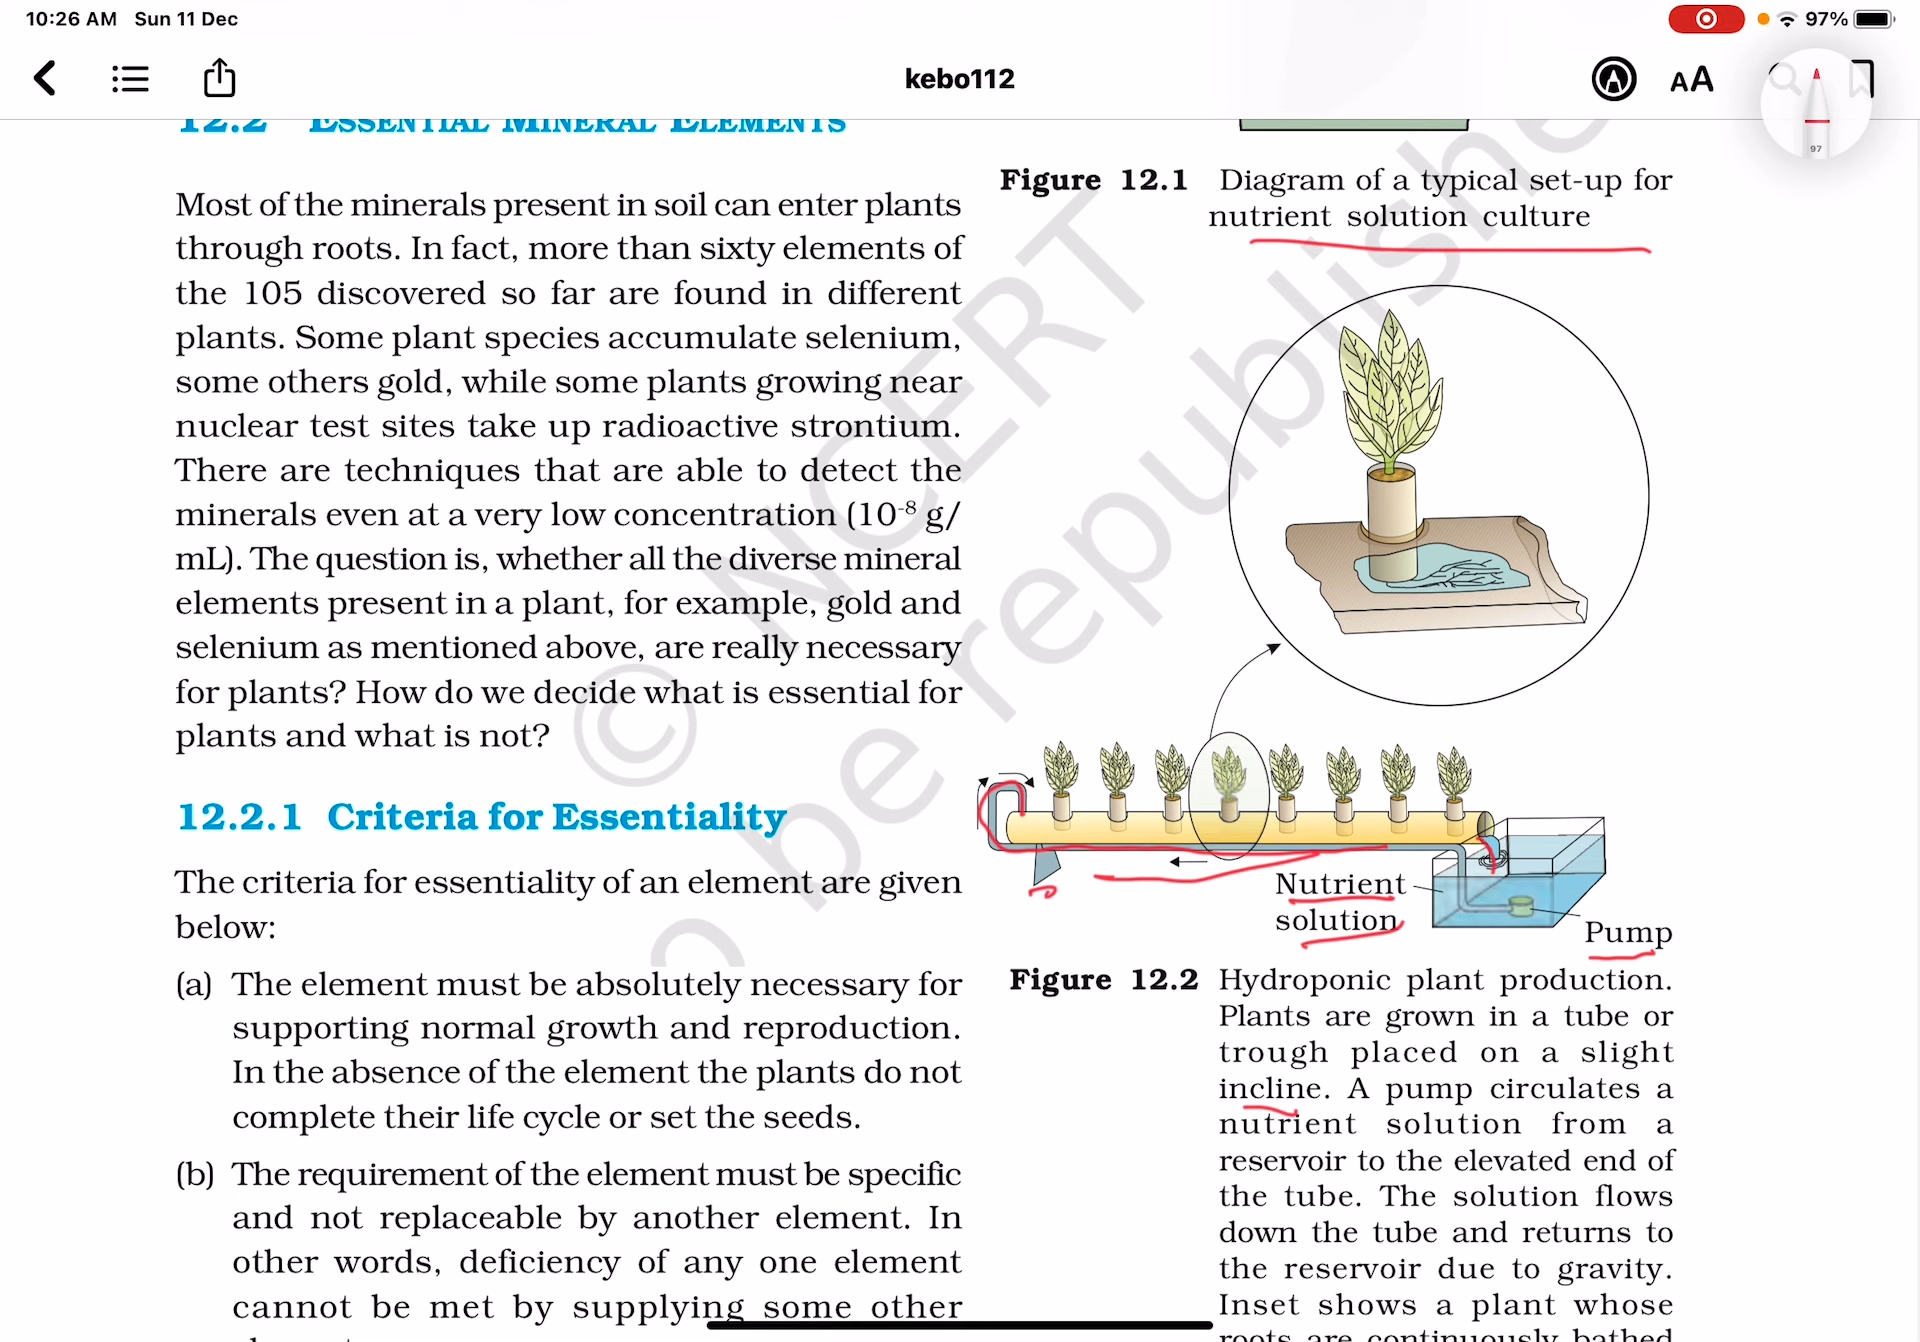 10:26 AM Sun 11 Dec
97%
kebo112
AA
97
12.2 ESSENTIAL MINERAL ELEMENTS
Most of the minerals present in soil can enter plants
through roots. In fact, more than sixty elements of
the 105 discovered so far are found in different
plants. Some plant species accumulate selenium,
some others gold, while some plants growing near
nuclear test sites take up radioactive strontium.
There are techniques that are able to detect the
minerals even at a very low concentration (10⁻⁸ g/
mL). The question is, whether all the diverse mineral
elements present in a plant, for example, gold and
selenium as mentioned above, are really necessary
for plants? How do we decide what is essential for
plants and what is not?
12.2.1 Criteria for Essentiality
The criteria for essentiality of an element are given
below:
(a) The element must be absolutely necessary for
supporting normal growth and reproduction.
In the absence of the element the plants do not
complete their life cycle or set the seeds.
(b) The requirement of the element must be specific
and not replaceable by another element. In
other words, deficiency of any one element
cannot be met by supplying some other
Figure 12.1 Diagram of a typical set-up for
nutrient solution culture
Nutrient
solution
Pump
Figure 12.2 Hydroponic plant production.
Plants are grown in a tube or
trough placed on a slight
incline. A pump circulates a
nutrient solution from a
reservoir to the elevated end of
the tube. The solution flows
down the tube and returns to
the reservoir due to gravity.
Inset shows a plant whose
roots are continuously bathed
© NCERT
be republishe